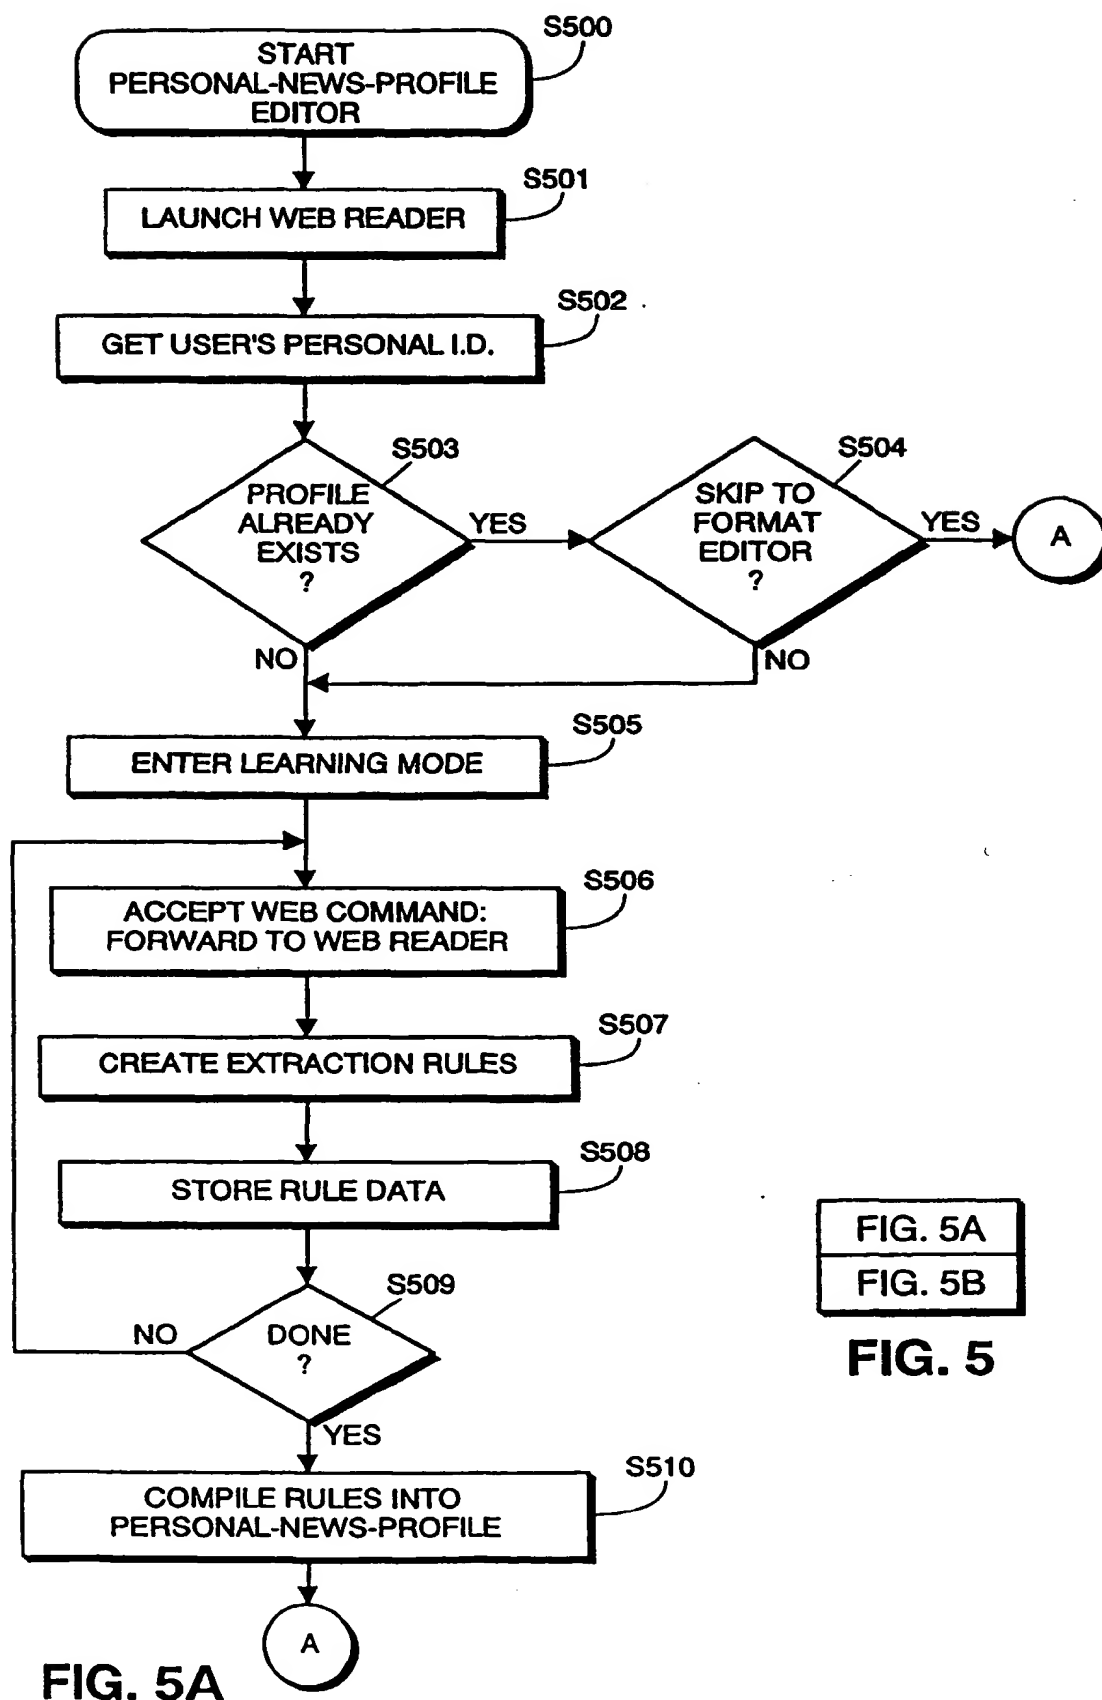 S500
START
PERSONAL-NEWS-PROFILE
EDITOR
S501
LAUNCH WEB READER
S502
GET USER'S PERSONAL I.D.
S503
PROFILE
ALREADY
EXISTS
?
YES
NO
S504
SKIP TO
FORMAT
EDITOR
?
YES
A
NO
S505
ENTER LEARNING MODE
S506
ACCEPT WEB COMMAND:
FORWARD TO WEB READER
S507
CREATE EXTRACTION RULES
S508
STORE RULE DATA
S509
DONE
?
NO
YES
S510
COMPILE RULES INTO
PERSONAL-NEWS-PROFILE
A
FIG. 5A
FIG. 5A
FIG. 5B
FIG. 5